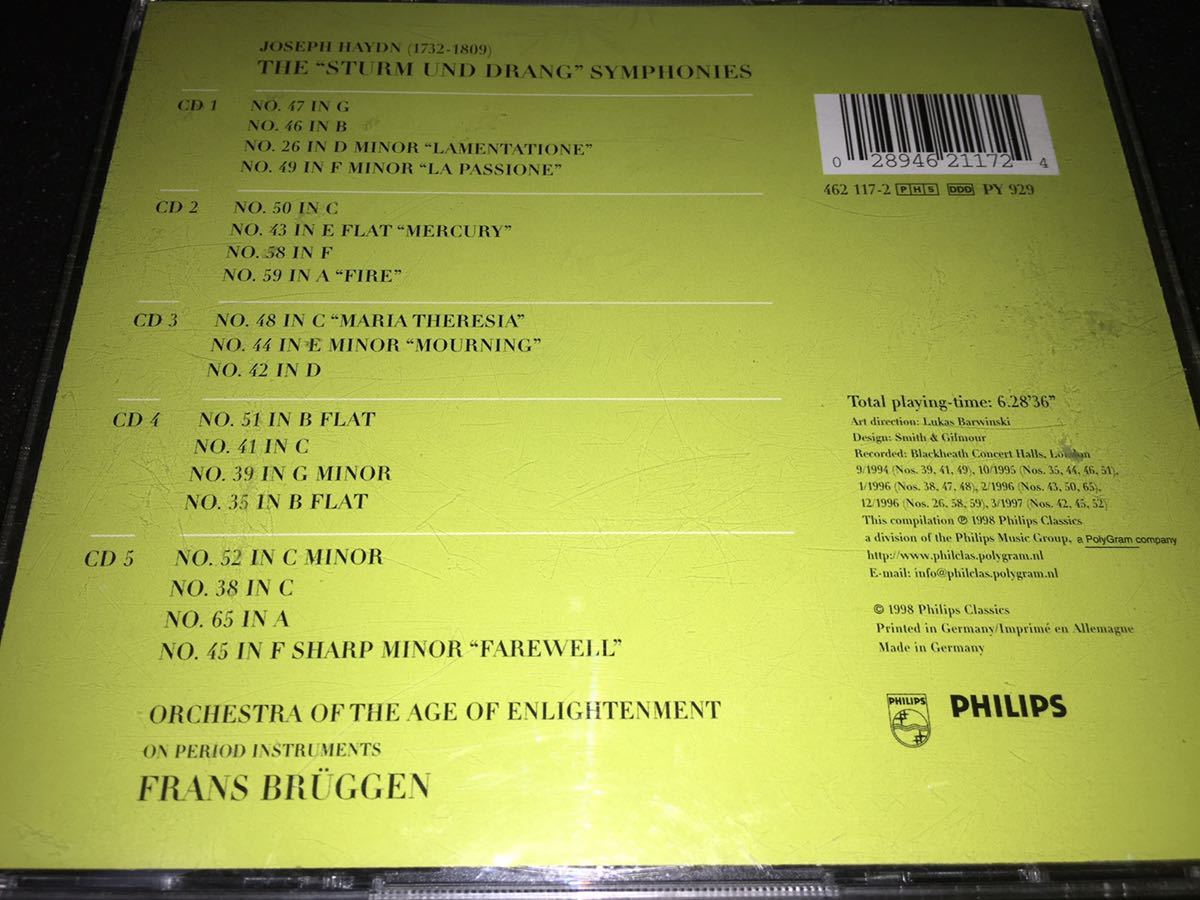 JOSEPH HAYDN (1732-1809)
THE "STURM UND DRANG" SYMPHONIES
CD 1 NO. 47 IN G
NO. 46 IN B
NO. 26 IN D MINOR "LAMENTATIONE"
NO. 49 IN F MINOR "LA PASSIONE"
CD 2 NO. 50 IN C
NO. 43 IN E FLAT "MERCURY"
NO. 58 IN F
NO. 59 IN A "FIRE"
CD 3 NO. 48 IN C "MARIA THERESIA"
NO. 44 IN E MINOR "MOURNING"
NO. 42 IN D
CD 4 NO. 51 IN B FLAT
NO. 41 IN C
NO. 39 IN G MINOR
NO. 35 IN B FLAT
CD 5 NO. 52 IN C MINOR
NO. 38 IN C
NO. 65 IN A
NO. 45 IN F SHARP MINOR "FAREWELL"
ORCHESTRA OF THE AGE OF ENLIGHTENMENT
ON PERIOD INSTRUMENTS
FRANS BRÜGGEN
0 28946 21172 4
462 117-2 PHS DDD PY 929
Total playing-time: 6.28'36"
Art direction: Lukas Barwinski
Design: Smith & Gilmour
Recorded: Blackheath Concert Halls, London
9/1994 (Nos. 39, 41, 49), 10/1995 (Nos. 35, 44, 46, 51),
1/1996 (Nos. 38, 47, 48), 2/1996 (Nos. 43, 50, 65),
12/1996 (Nos. 26, 58, 59), 3/1997 (Nos. 42, 45, 52)
This compilation ℗ 1998 Philips Classics
a division of the Philips Music Group, a PolyGram company
http://www.philclas.polygram.nl
E-mail: info@philclas.polygram.nl
© 1998 Philips Classics
Printed in Germany/Imprimé en Allemagne
Made in Germany
PHILIPS
PHILIPS